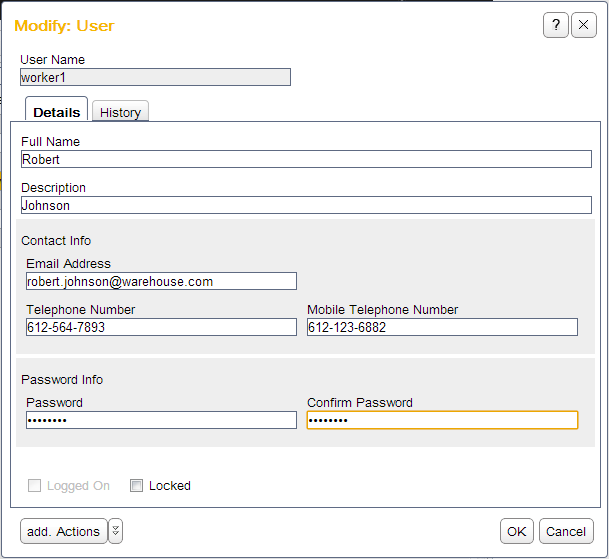 Modify: User
?
User Name
worker1
Details History
Full Name
Robert
Description
Johnson
Contact Info
Email Address
robert.johnson@warehouse.com
Telephone Number Mobile Telephone Number
612-564-7893 612-123-6882
Password Info
Password Confirm Password
•••••••• ••••••••
Logged On Locked
add. Actions OK Cancel